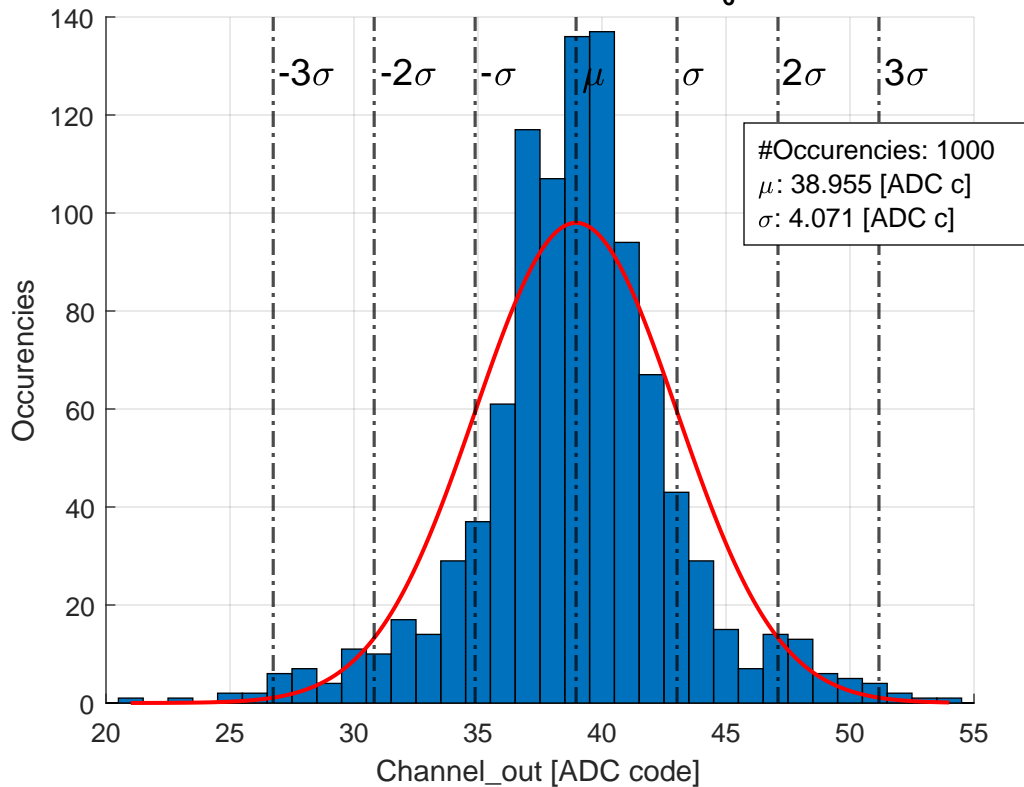 140
120
100
80
60
40
20
0
-3σ
-2σ
-σ
μ
σ
2σ
3σ
#Occurencies: 1000
μ: 38.955 [ADC c]
σ: 4.071 [ADC c]
Occurencies
20
25
30
35
40
45
50
55
Channel_out [ADC code]